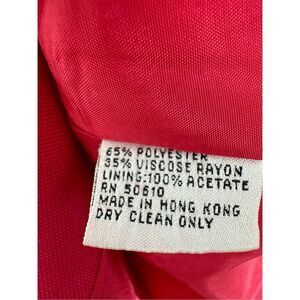 65% POLYESTER
35% VISCOSE RAYON
LINING:100% ACETATE
RN 50610
MADE IN HONG KONG
DRY CLEAN ONLY